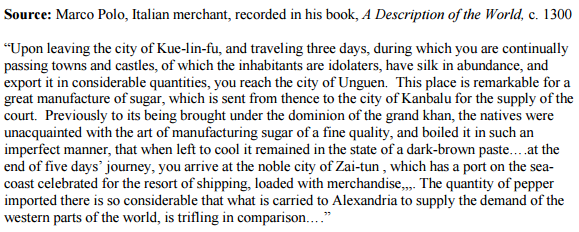 Source: Marco Polo, Italian merchant, recorded in his book, A Description of the World, c. 1300
“Upon leaving the city of Kue-lin-fu, and traveling three days, during which you are continually
passing towns and castles, of which the inhabitants are idolaters, have silk in abundance, and
export it in considerable quantities, you reach the city of Unguen.  This place is remarkable for a
great manufacture of sugar, which is sent from thence to the city of Kanbalu for the supply of the
court.  Previously to its being brought under the dominion of the grand khan, the natives were
unacquainted with the art of manufacturing sugar of a fine quality, and boiled it in such an
imperfect manner, that when left to cool it remained in the state of a dark-brown paste….at the
end of five days’ journey, you arrive at the noble city of Zai-tun , which has a port on the sea-
coast celebrated for the resort of shipping, loaded with merchandise,,,. The quantity of pepper
imported there is so considerable that what is carried to Alexandria to supply the demand of the
western parts of the world, is trifling in comparison….”